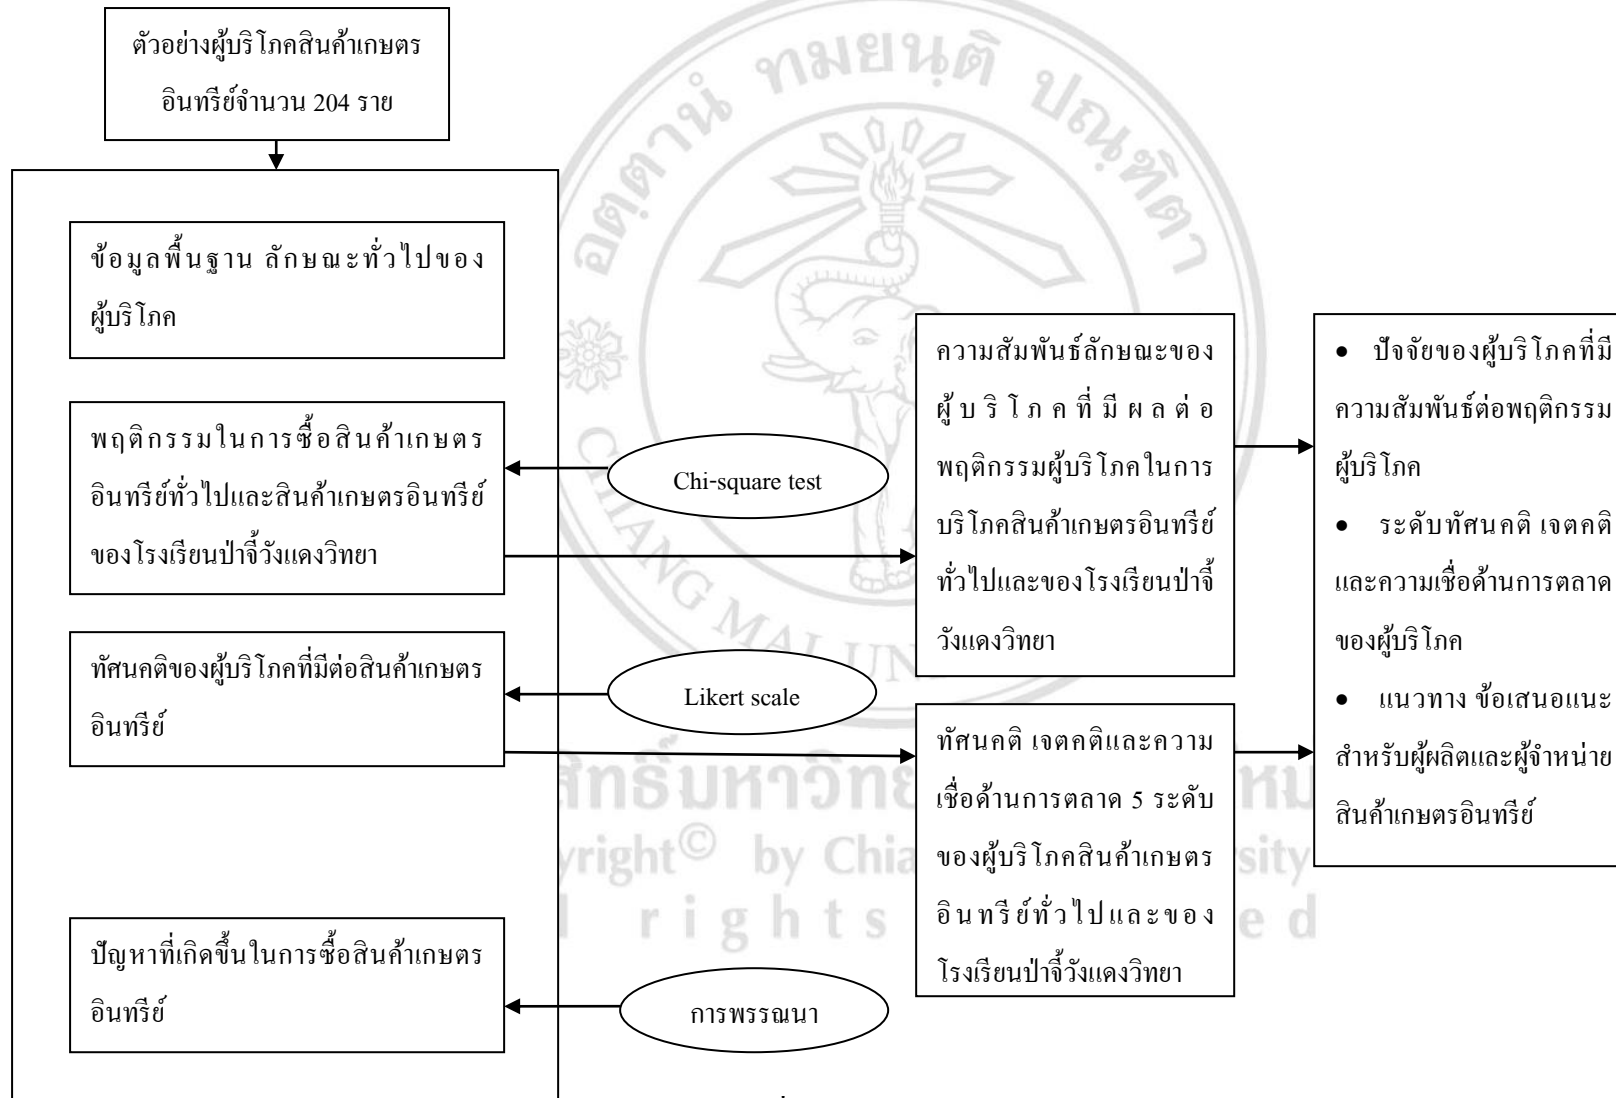 ตัวอย่างผู้บริโภคสินค้าเกษตร
อินทรีย์จำนวน 204 ราย
ข้อมูลพื้นฐาน ลักษณะทั่วไปของ
ผู้บริโภค
พฤติกรรมในการซื้อสินค้าเกษตร
อินทรีย์ทั่วไปและสินค้าเกษตรอินทรีย์
ของโรงเรียนป่าจี้วังแดงวิทยา
ทัศนคติของผู้บริโภคที่มีต่อสินค้าเกษตร
อินทรีย์
ปัญหาที่เกิดขึ้นในการซื้อสินค้าเกษตร
อินทรีย์
Chi-square test
Likert scale
การพรรณนา
ความสัมพันธ์ลักษณะของ
ผู้บริโภคที่มีผลต่อ
พฤติกรรมผู้บริโภคในการ
บริโภคสินค้าเกษตรอินทรีย์
ทั่วไปและของโรงเรียนป่าจี้
วังแดงวิทยา
ทัศนคติ เจตคติและความ
เชื่อด้านการตลาด 5 ระดับ
ของผู้บริโภคสินค้าเกษตร
อินทรีย์ทั่วไปและของ
โรงเรียนป่าจี้วังแดงวิทยา
• ปัจจัยของผู้บริโภคที่มี
ความสัมพันธ์ต่อพฤติกรรม
ผู้บริโภค
• ระดับทัศนคติ เจตคติ
และความเชื่อด้านการตลาด
ของผู้บริโภค
• แนวทาง ข้อเสนอแนะ
สำหรับผู้ผลิตและผู้จำหน่าย
สินค้าเกษตรอินทรีย์
อตฺตานํ ทมยนฺติ ปณฺฑิตา
CHIANG MAI UN
by Chia
rights